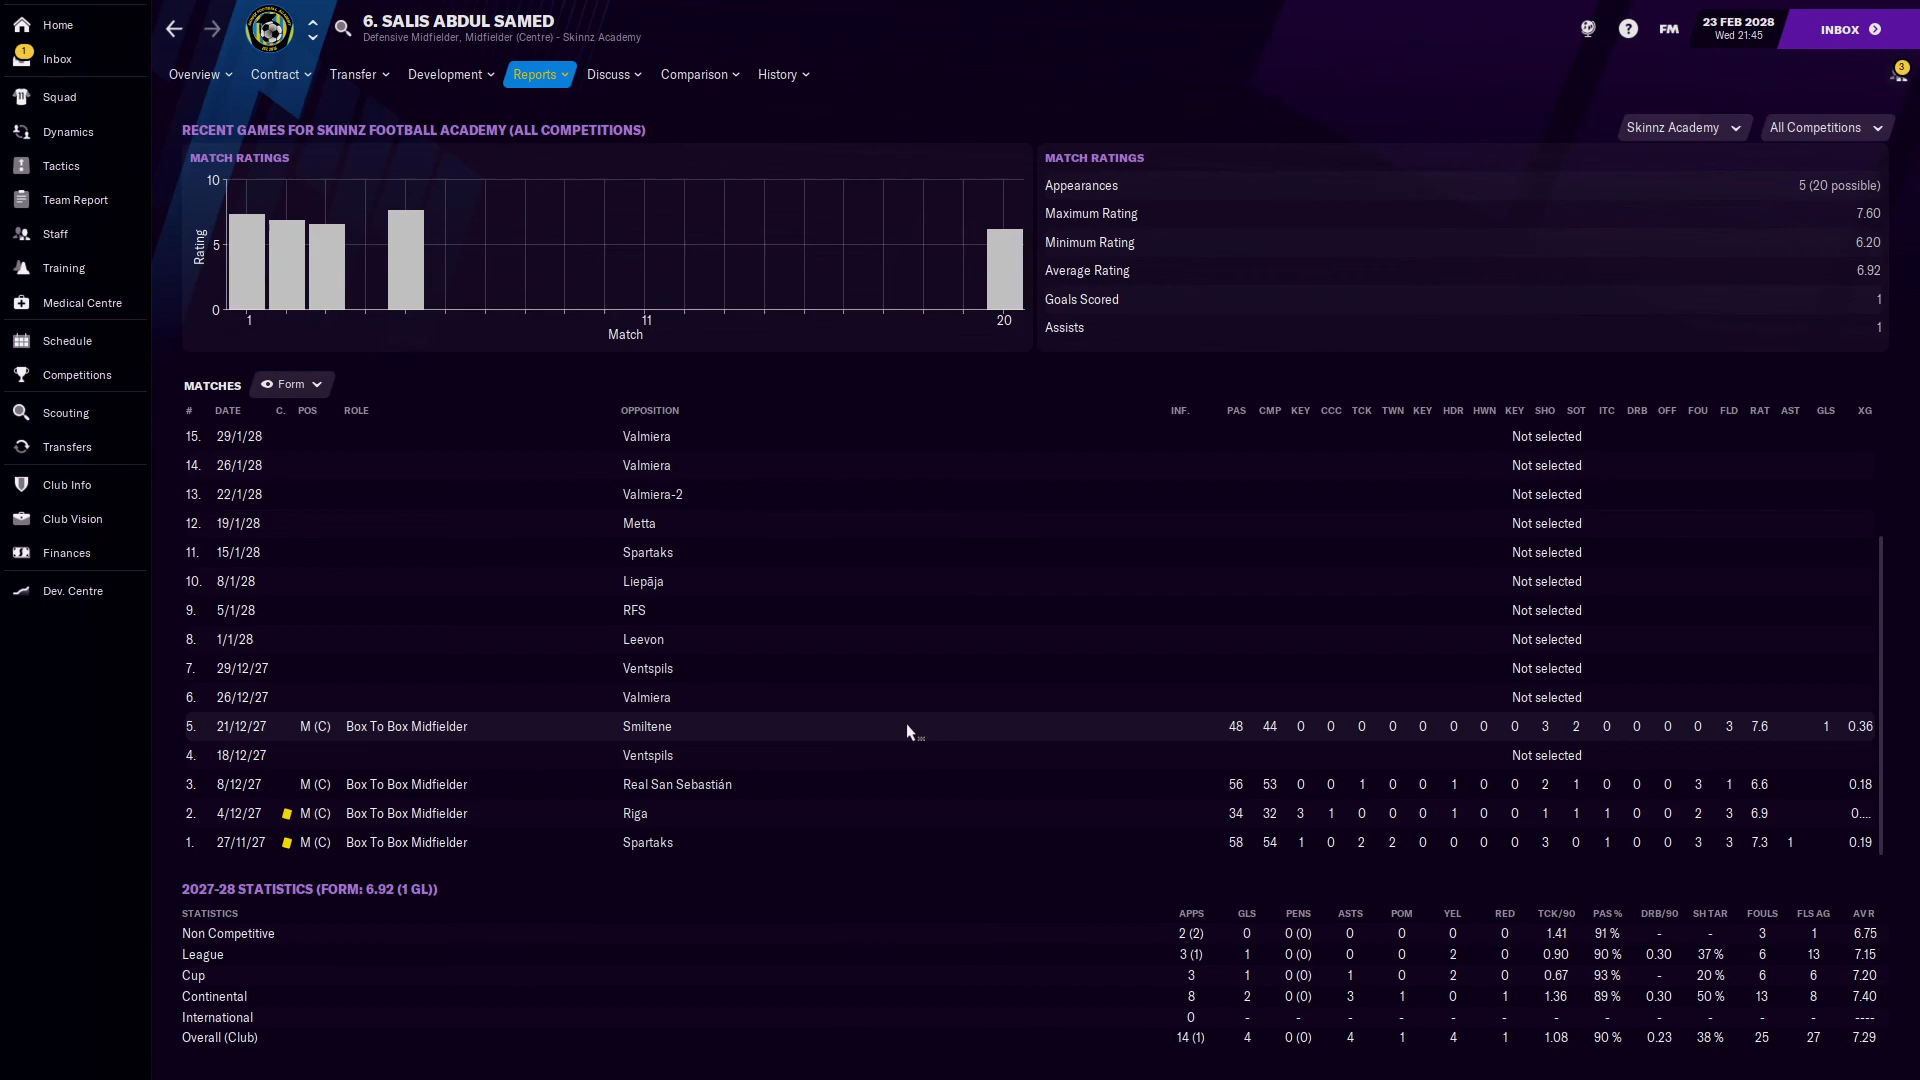 Home
1
Inbox
Squad
Dynamics
Tactics
Team Report
Staff
Training
Medical Centre
Schedule
Competitions
Scouting
Transfers
Club Info
Club Vision
Finances
Dev. Centre
6. SALIS ABDUL SAMED
Defensive Midfielder, Midfielder (Centre) - Skinnz Academy
FM
23 FEB 2028
Wed 21:45
INBOX
3
Overview Contract Transfer Development Reports Discuss Comparison History
RECENT GAMES FOR SKINNZ FOOTBALL ACADEMY (ALL COMPETITIONS)
Skinnz Academy All Competitions
MATCH RATINGS
10
5
0
Rating
1 11 20
Match
MATCH RATINGS
Appearances 5 (20 possible)
Maximum Rating 7.60
Minimum Rating 6.20
Average Rating 6.92
Goals Scored 1
Assists 1
MATCHES Form
# DATE C. POS ROLE OPPOSITION INF. PAS CMP KEY CCC TCK TWN KEY HDR HWN KEY SHO SOT ITC DRB OFF FOU FLD RAT AST GLS XG
15. 29/1/28 Valmiera Not selected
14. 26/1/28 Valmiera Not selected
13. 22/1/28 Valmiera-2 Not selected
12. 19/1/28 Metta Not selected
11. 15/1/28 Spartaks Not selected
10. 8/1/28 Liepāja Not selected
9. 5/1/28 RFS Not selected
8. 1/1/28 Leevon Not selected
7. 29/12/27 Ventspils Not selected
6. 26/12/27 Valmiera Not selected
5. 21/12/27 M (C) Box To Box Midfielder Smiltene 48 44 0 0 0 0 0 0 0 0 3 2 0 0 0 0 3 7.6 1 0.36
4. 18/12/27 Ventspils Not selected
3. 8/12/27 M (C) Box To Box Midfielder Real San Sebastián 56 53 0 0 1 0 0 1 0 0 2 1 0 0 0 3 1 6.6 0.18
2. 4/12/27 M (C) Box To Box Midfielder Riga 34 32 3 1 0 0 0 1 0 0 1 1 1 0 0 2 3 6.9 0....
1. 27/11/27 M (C) Box To Box Midfielder Spartaks 58 54 1 0 2 2 0 0 0 0 3 0 1 0 0 3 3 7.3 1 0.19
2027-28 STATISTICS (FORM: 6.92 (1 GL))
STATISTICS APPS GLS PENS ASTS POM YEL RED TCK/90 PAS % DRB/90 SH TAR FOULS FLS AG AV R
Non Competitive 2 (2) 0 0 (0) 0 0 0 0 1.41 91 % - - 3 1 6.75
League 3 (1) 1 0 (0) 0 0 2 0 0.90 90 % 0.30 37 % 6 13 7.15
Cup 3 1 0 (0) 1 0 2 0 0.67 93 % - 20 % 6 6 7.20
Continental 8 2 0 (0) 3 1 0 1 1.36 89 % 0.30 50 % 13 8 7.40
International 0 - - - - - - - - - - - - ----
Overall (Club) 14 (1) 4 0 (0) 4 1 4 1 1.08 90 % 0.23 38 % 25 27 7.29